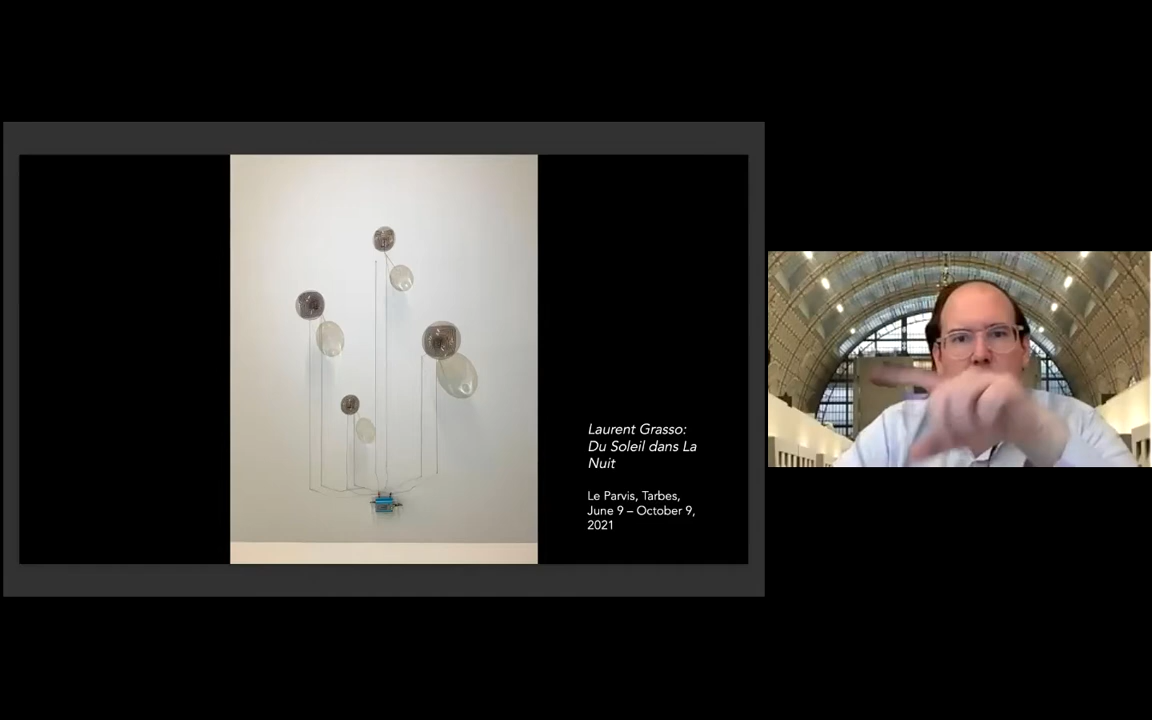 Laurent Grasso:
Du Soleil dans La
Nuit
Le Parvis, Tarbes,
June 9 – October 9,
2021